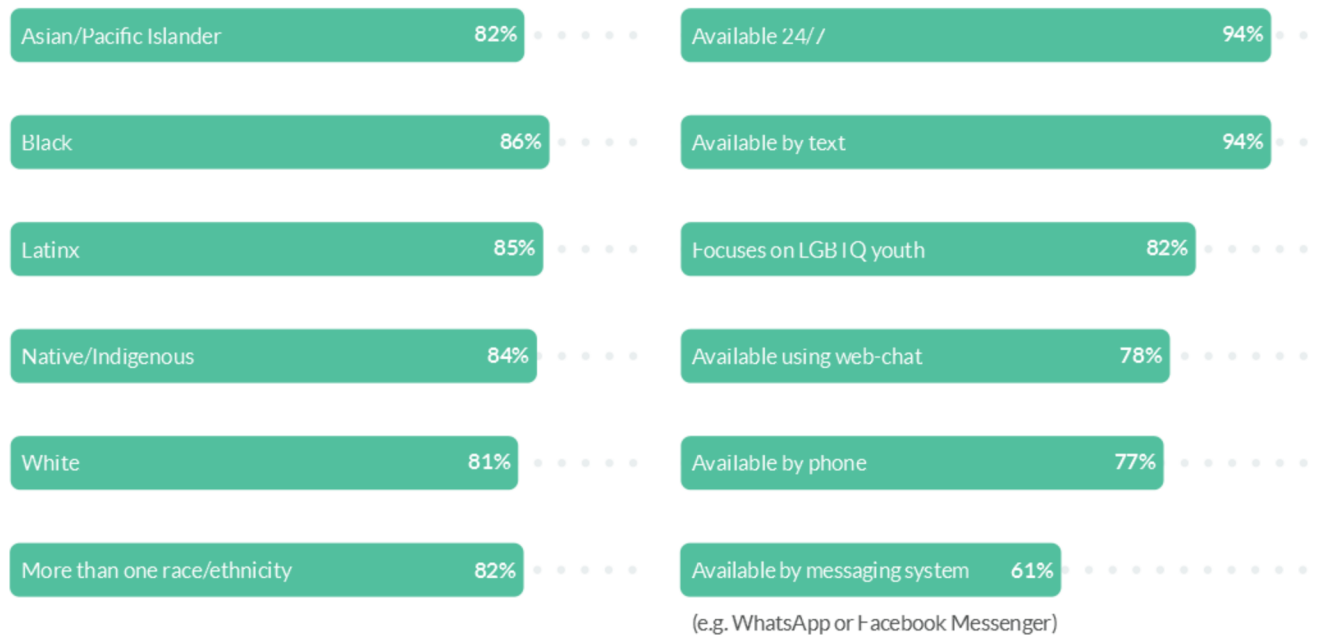 Asian/Pacific Islander 82%
Black 86%
Latinx 85%
Native/Indigenous 84%
White 81%
More than one race/ethnicity 82%
Available 24/7 94%
Available by text 94%
Focuses on LGBTQ youth 82%
Available using web-chat 78%
Available by phone 77%
Available by messaging system 61%
(e.g. WhatsApp or Facebook Messenger)